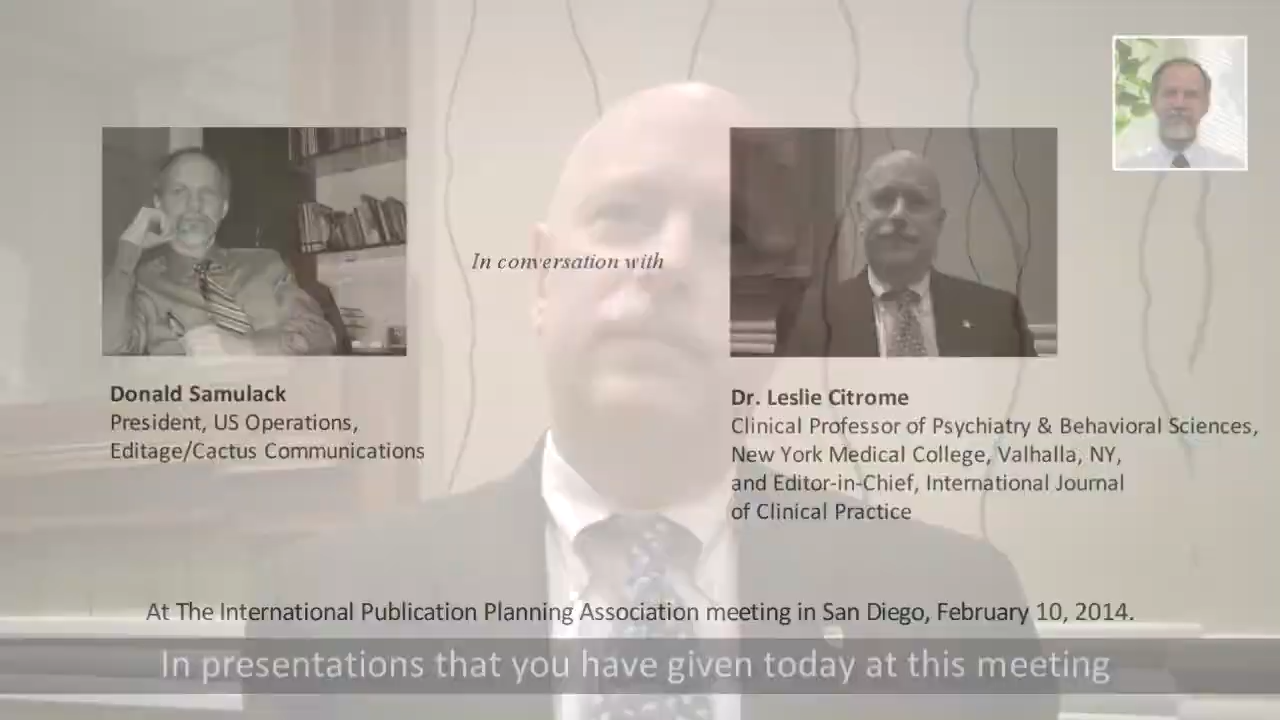 In conversation with
Donald Samulack
President, US Operations,
Editage/Cactus Communications
Dr. Leslie Citrome
Clinical Professor of Psychiatry & Behavioral Sciences,
New York Medical College, Valhalla, NY,
and Editor-in-Chief, International Journal
of Clinical Practice
At The International Publication Planning Association meeting in San Diego, February 10, 2014.
In presentations that you have given today at this meeting